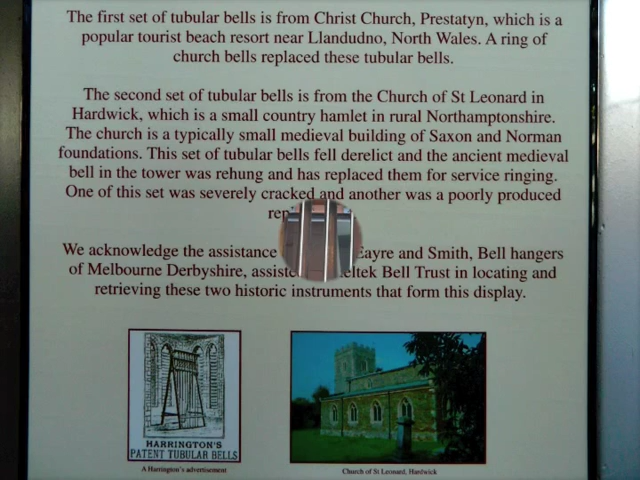 The first set of tubular bells is from Christ Church, Prestatyn, which is a
popular tourist beach resort near Llandudno, North Wales. A ring of
church bells replaced these tubular bells.
The second set of tubular bells is from the Church of St Leonard in
Hardwick, which is a small country hamlet in rural Northamptonshire.
The church is a typically small medieval building of Saxon and Norman
foundations. This set of tubular bells fell derelict and the ancient medieval
bell in the tower was rehung and has replaced them for service ringing.
One of this set was severely cracked and another was a poorly produced
We acknowledge the assistance Eayre and Smith, Bell hangers
of Melbourne Derbyshire, Bell Trust in locating and
retrieving these two historic instruments that form this display.
HARRINGTON'S
PATENT TUBULAR BELLS
A Harrington's advertisement
Church of St Leonard, Hardwick